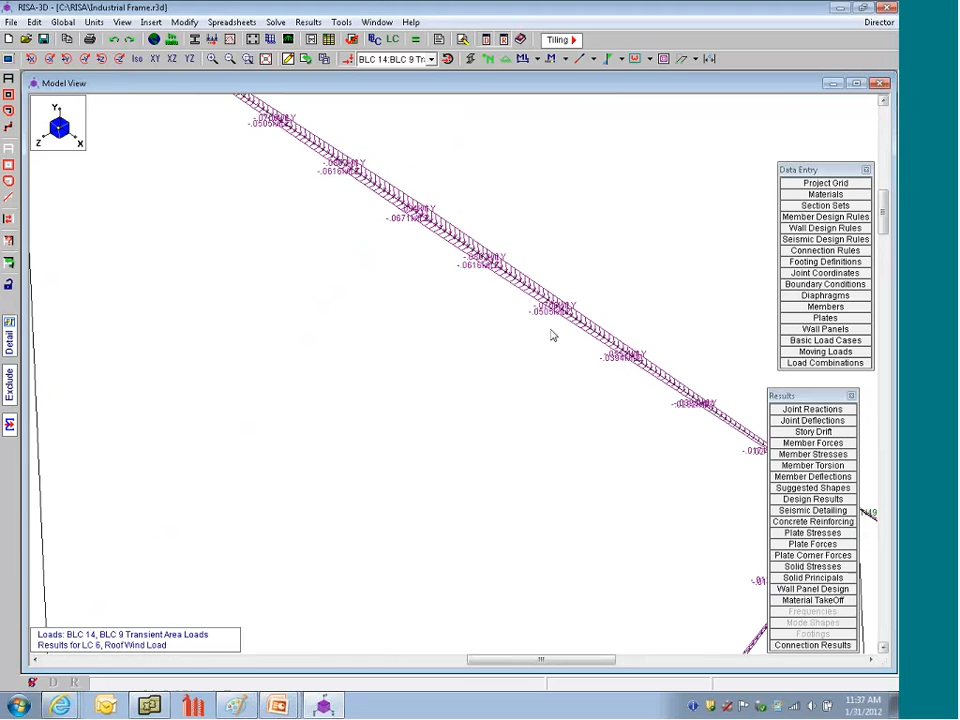 RISA-3D - [C:\RISA\Industrial Frame.r3d]
File Edit Global Units View Insert Modify Spreadsheets Solve Results Tools Window Help
Director
Tiling
Iso XY XZ YZ
BLC 14:BLC 9 Tr
Model View
Y
Z
X
Data Entry
Project Grid
Materials
Section Sets
Member Design Rules
Wall Design Rules
Seismic Design Rules
Connection Rules
Footing Definitions
Joint Coordinates
Boundary Conditions
Diaphragms
Members
Plates
Wall Panels
Basic Load Cases
Moving Loads
Load Combinations
Results
Joint Reactions
Joint Deflections
Story Drift
Member Forces
Member Stresses
Member Torsion
Member Deflections
Suggested Shapes
Design Results
Seismic Detailing
Concrete Reinforcing
Plate Stresses
Plate Forces
Plate Corner Forces
Solid Stresses
Solid Principals
Wall Panel Design
Material TakeOff
Frequencies
Mode Shapes
Footings
Connection Results
Detail
Exclude
Loads: BLC 14, BLC 9 Transient Area Loads
Results for LC 6, Roof Wind Load
S D R
11:37 AM
1/31/2012